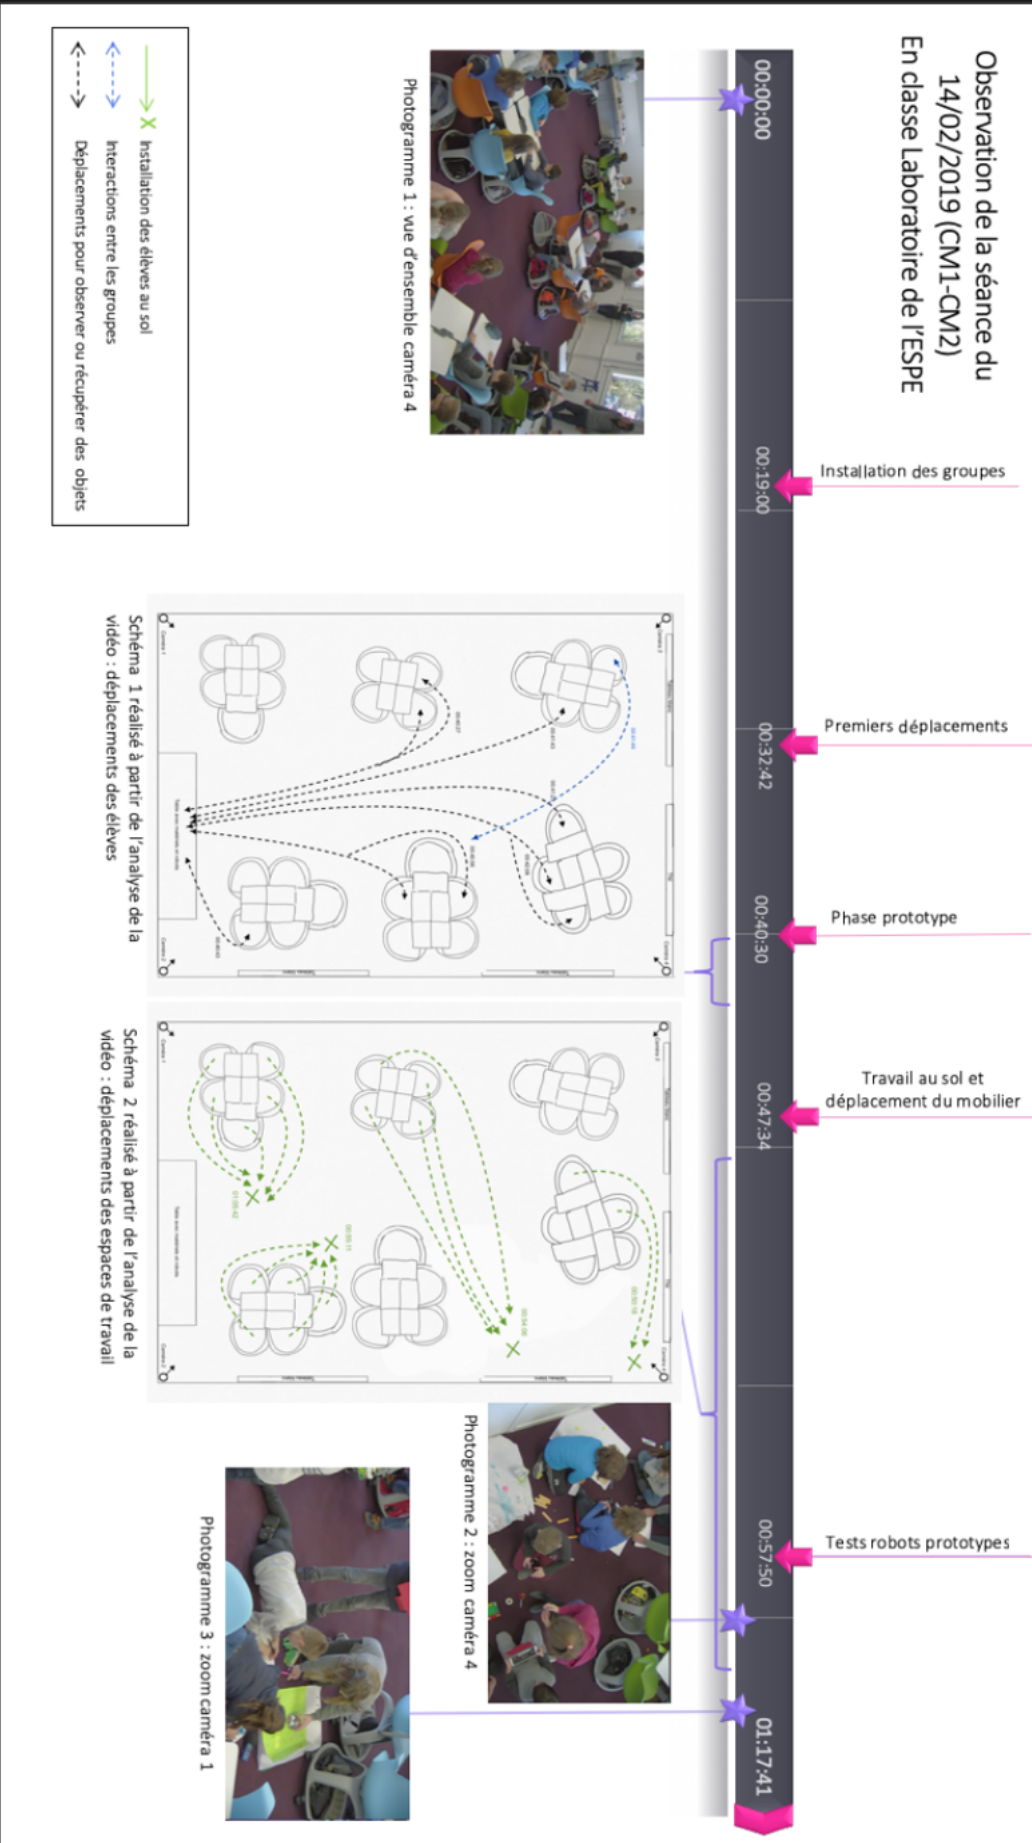 Observation de la séance du
14/02/2019 (CM1-CM2)
En classe Laboratoire de l'ESPE
Installation des groupes
Premiers déplacements
Phase prototype
Travail au sol et
déplacement du mobilier
Tests robots prototypes
00:00:00
00:19:00
00:32:42
00:40:30
00:47:34
00:57:50
01:17:41
Photogramme 1 : vue d'ensemble caméra 4
Schéma 1 réalisé à partir de l'analyse de la
vidéo : déplacements des élèves
Schéma 2 réalisé à partir de l'analyse de la
vidéo : déplacements des espaces de travail
Photogramme 2 : zoom caméra 4
Photogramme 3 : zoom caméra 1
Installation des élèves au sol
Interactions entre les groupes
Déplacements pour observer ou récupérer des objets